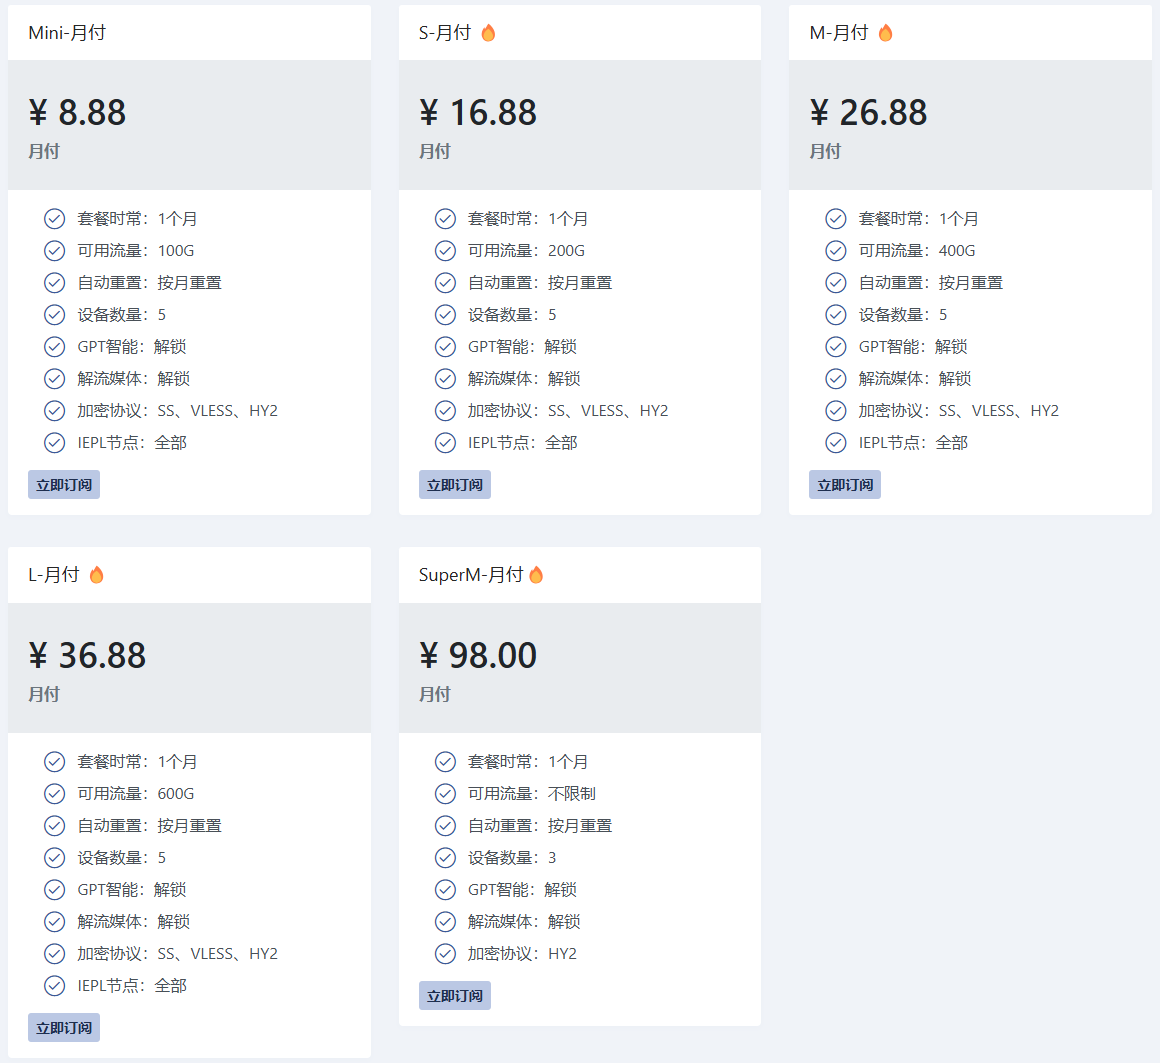 Mini-月付
¥ 8.88
月付
套餐时常：1个月
可用流量：100G
自动重置：按月重置
设备数量：5
GPT智能：解锁
解流媒体：解锁
加密协议：SS、VLESS、HY2
IEPL节点：全部
立即订阅
S-月付 🔥
¥ 16.88
月付
套餐时常：1个月
可用流量：200G
自动重置：按月重置
设备数量：5
GPT智能：解锁
解流媒体：解锁
加密协议：SS、VLESS、HY2
IEPL节点：全部
立即订阅
M-月付 🔥
¥ 26.88
月付
套餐时常：1个月
可用流量：400G
自动重置：按月重置
设备数量：5
GPT智能：解锁
解流媒体：解锁
加密协议：SS、VLESS、HY2
IEPL节点：全部
立即订阅
L-月付 🔥
¥ 36.88
月付
套餐时常：1个月
可用流量：600G
自动重置：按月重置
设备数量：5
GPT智能：解锁
解流媒体：解锁
加密协议：SS、VLESS、HY2
IEPL节点：全部
立即订阅
SuperM-月付🔥
¥ 98.00
月付
套餐时常：1个月
可用流量：不限制
自动重置：按月重置
设备数量：3
GPT智能：解锁
解流媒体：解锁
加密协议：HY2
立即订阅